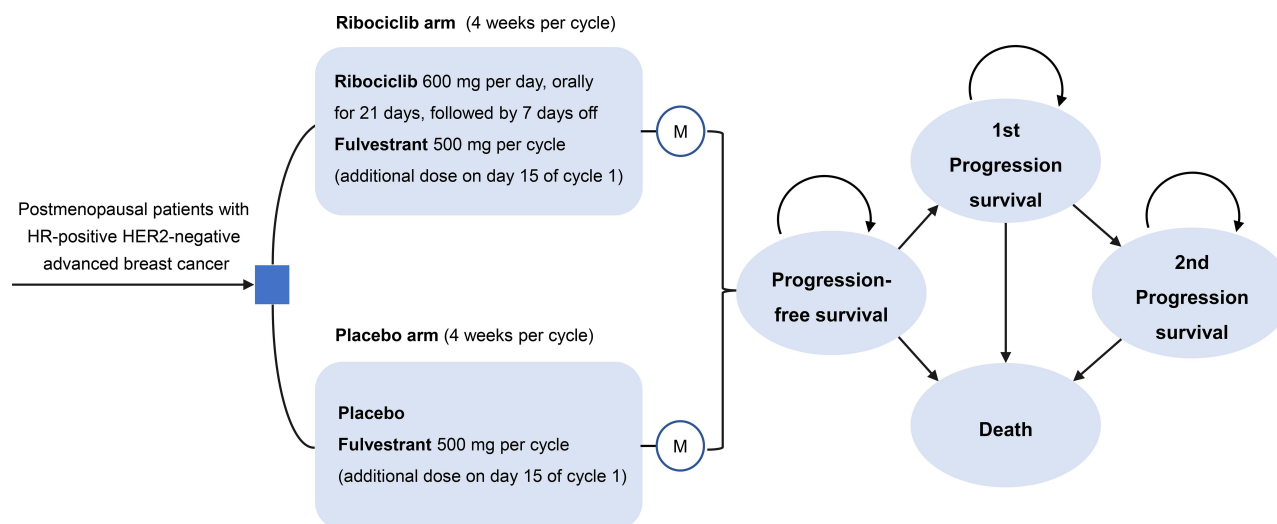 Postmenopausal patients with
HR-positive HER2-negative
advanced breast cancer
Ribociclib arm (4 weeks per cycle)
Ribociclib 600 mg per day, orally
for 21 days, followed by 7 days off
Fulvestrant 500 mg per cycle
(additional dose on day 15 of cycle 1)
M
Placebo arm (4 weeks per cycle)
Placebo
Fulvestrant 500 mg per cycle
(additional dose on day 15 of cycle 1)
M
Progression-
free survival
1st
Progression
survival
2nd
Progression
survival
Death